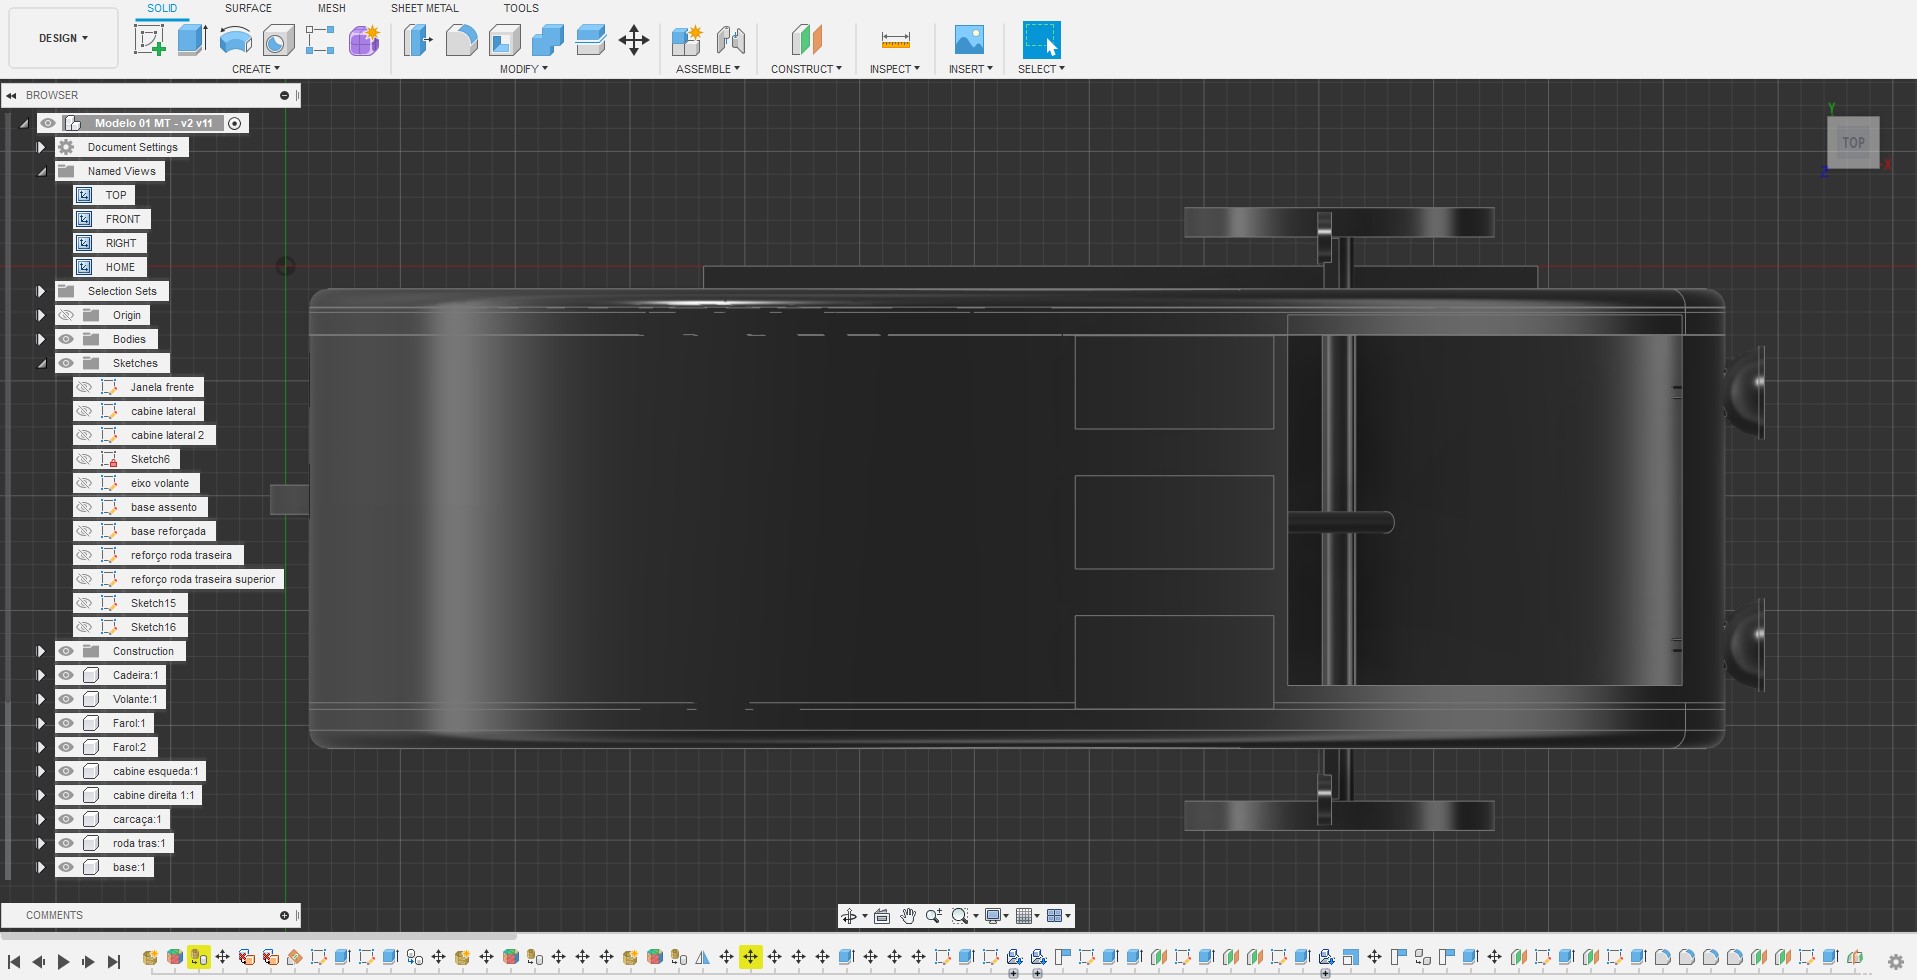 SOLID SURFACE MESH SHEET METAL TOOLS
DESIGN
CREATE MODIFY ASSEMBLE CONSTRUCT INSPECT INSERT SELECT
BROWSER
Modelo 01 MT - v2 v11
Document Settings
Named Views
TOP
FRONT
RIGHT
HOME
Selection Sets
Origin
Bodies
Sketches
Janela frente
cabine lateral
cabine lateral 2
Sketch6
eixo volante
base assento
base reforçada
reforço roda traseira
reforço roda traseira superior
Sketch15
Sketch16
Construction
Cadeira:1
Volante:1
Farol:1
Farol:2
cabine esqueda:1
cabine direita 1:1
carcaça:1
roda tras:1
base:1
COMMENTS
Y
TOP
X
Z